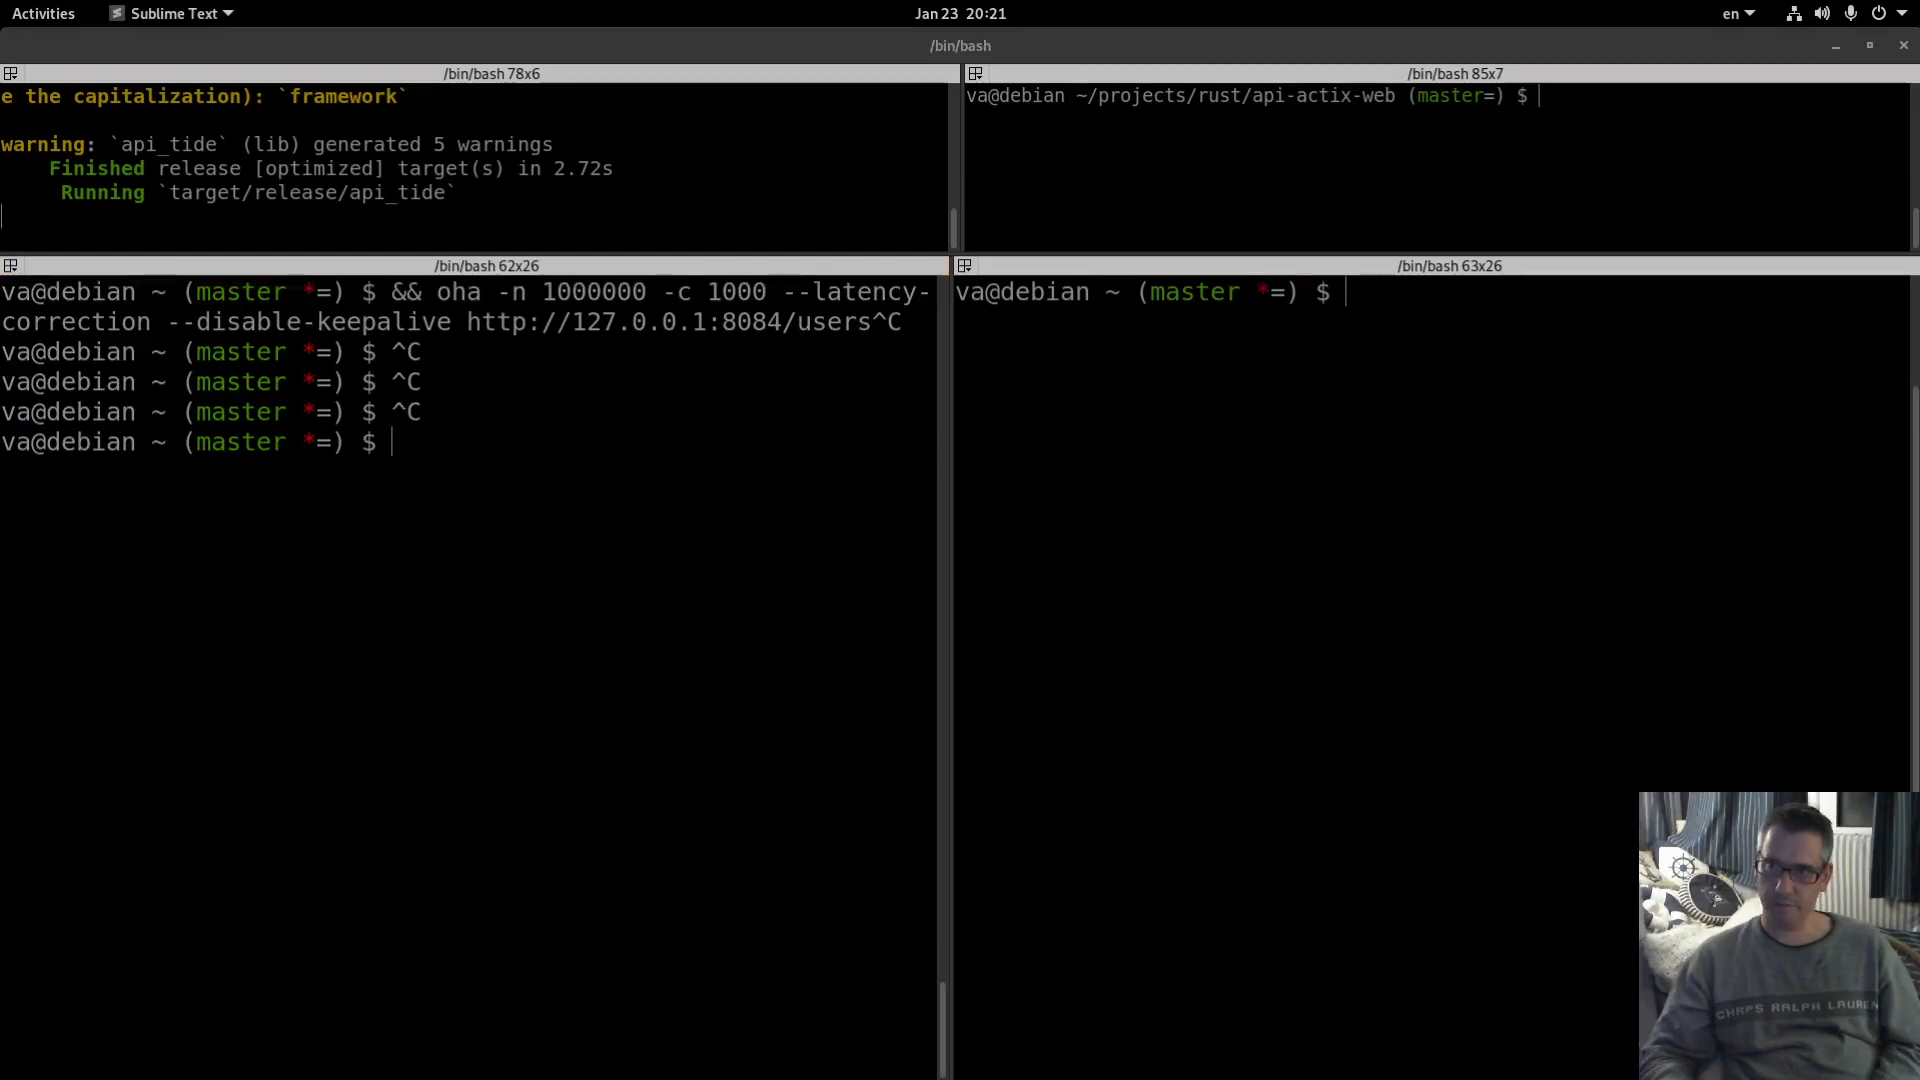 Activities Sublime Text Jan 23 20:21 en
/bin/bash
/bin/bash 78x6
e the capitalization): `framework`
warning: `api_tide` (lib) generated 5 warnings
Finished release [optimized] target(s) in 2.72s
Running `target/release/api_tide`
/bin/bash 85x7
va@debian ~/projects/rust/api-actix-web (master=) $
/bin/bash 62x26
va@debian ~ (master *=) $ && oha -n 1000000 -c 1000 --latency-
correction --disable-keepalive http://127.0.0.1:8084/users^C
va@debian ~ (master *=) $ ^C
va@debian ~ (master *=) $ ^C
va@debian ~ (master *=) $ ^C
va@debian ~ (master *=) $
/bin/bash 63x26
va@debian ~ (master *=) $
CHAPS RALPH LAUREN